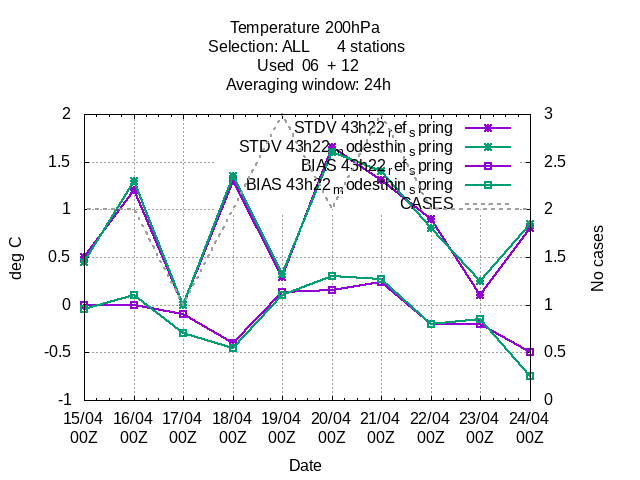 Temperature 200hPa
Selection: ALL 4 stations
Used 06 + 12
Averaging window: 24h
STDV 43h22_ref_spring
STDV 43h22_modesthin_spring
BIAS 43h22_ref_spring
BIAS 43h22_modesthin_spring
CASES
2
1.5
1
0.5
0
-0.5
-1
deg C
3
2.5
2
1.5
1
0.5
0
No cases
15/04 16/04 17/04 18/04 19/04 20/04 21/04 22/04 23/04 24/04
00Z 00Z 00Z 00Z 00Z 00Z 00Z 00Z 00Z 00Z
Date